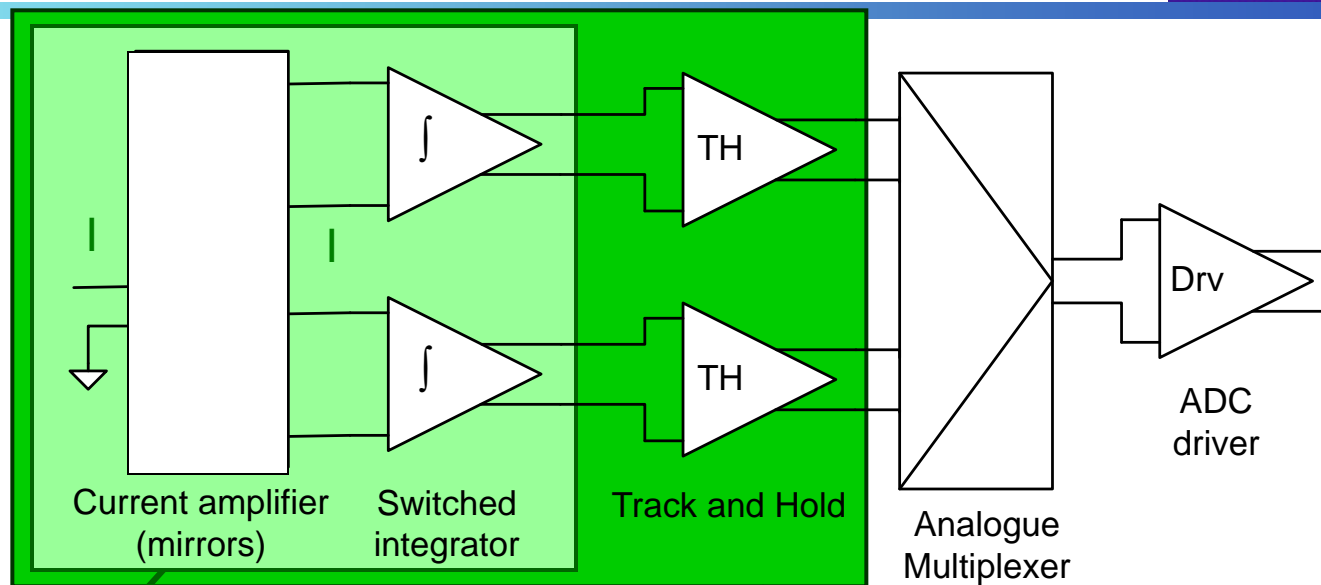 ∫
TH
I
I
Drv
∫
TH
ADC
driver
Current amplifier
(mirrors)
Switched
integrator
Track and Hold
Analogue
Multiplexer